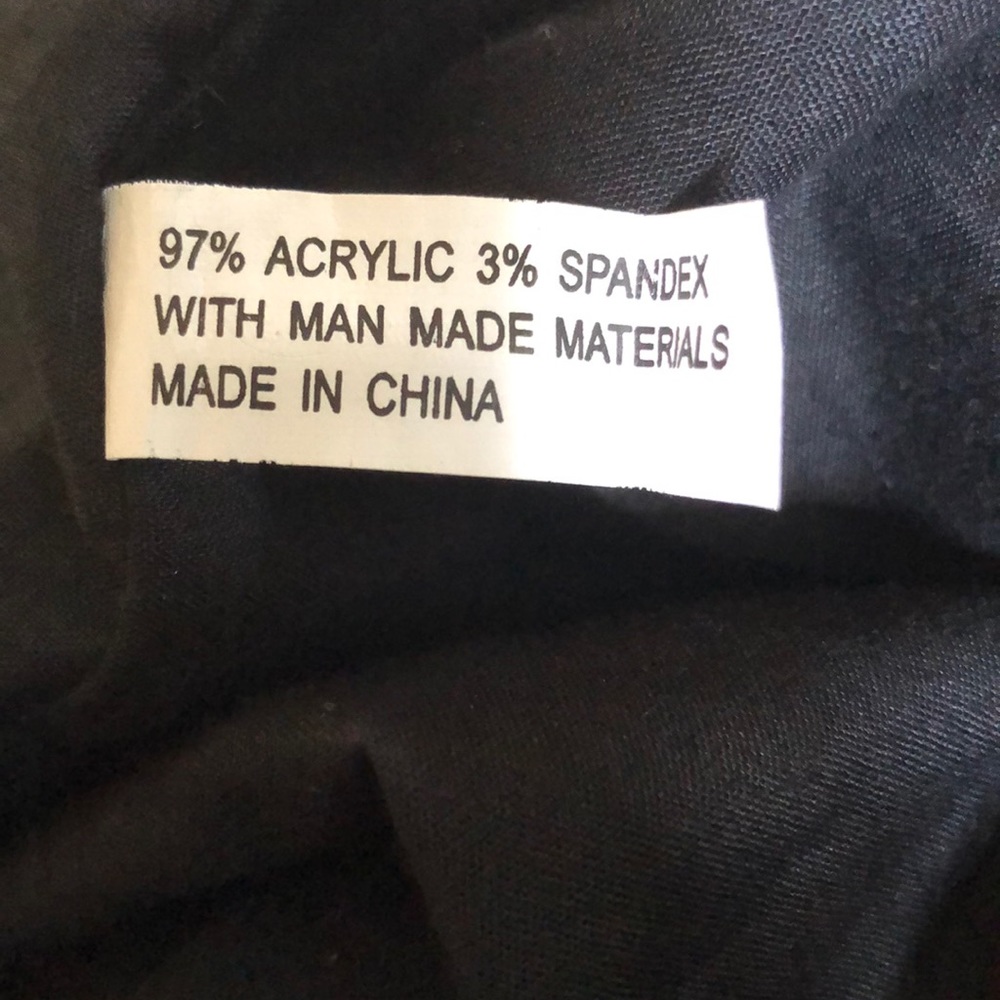 97% ACRYLIC 3% SPANDEX
WITH MAN MADE MATERIALS
MADE IN CHINA